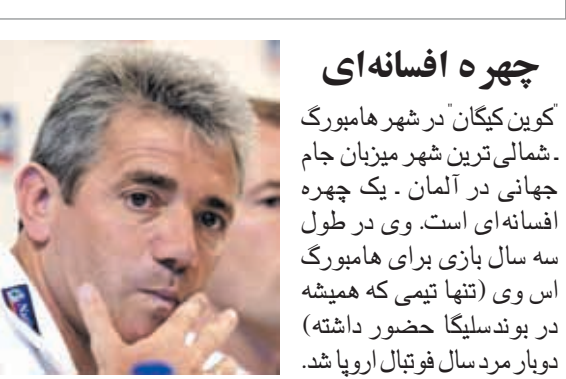 چهره افسانه‌ای
"کوین کیگان" در شهر هامبورگ
ـ شمالی ترین شهر میزبان جام
جهانی در آلمان ـ یک چهره
افسانه‌ای است. وی در طول
سه سال بازی برای هامبورگ
اس وی (تنها تیمی که همیشه
در بوندسلیگا حضور داشته)
دوبار مرد سال فوتبال اروپا شد.